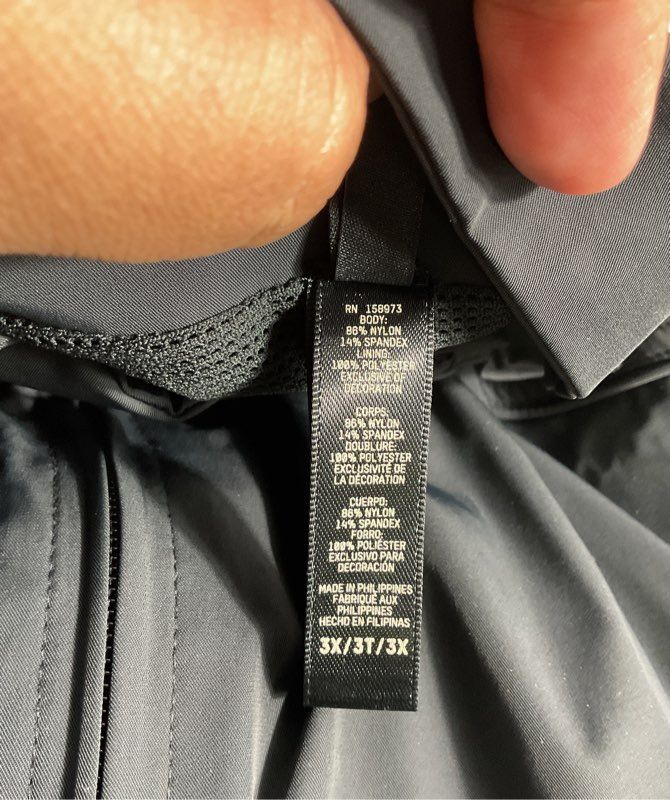 RN 158973
BODY:
86% NYLON
14% SPANDEX
LINING:
100% POLYESTER
EXCLUSIVE OF
DECORATION
CORPS:
86% NYLON
14% SPANDEX
DOUBLURE:
100% POLYESTER
EXCLUSIVITÉ DE
LA DÉCORATION
CUERPO:
86% NYLON
14% SPANDEX
FORRO:
100% POLIÉSTER
EXCLUSIVO PARA
DECORACIÓN
MADE IN PHILIPPINES
FABRIQUÉ AUX
PHILIPPINES
HECHO EN FILIPINAS
3X/3T/3X